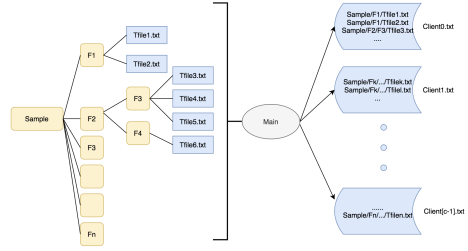 Sample
F1
F2
F3
Fn
Tfile1.txt
Tfile2.txt
F3
F4
Tfile3.txt
Tfile4.txt
Tfile5.txt
Tfile6.txt
Main
Sample/F1/Tfile1.txt
Sample/F1/Tfile2.txt
Sample/F2/F3/Tfile3.txt
....
Client0.txt
Sample/Fk/.../Tfilek.txt
Sample/Fk/.../Tfilel.txt
...
Client1.txt
......
Sample/Fn/.../Tfilen.txt
Client[c-1].txt